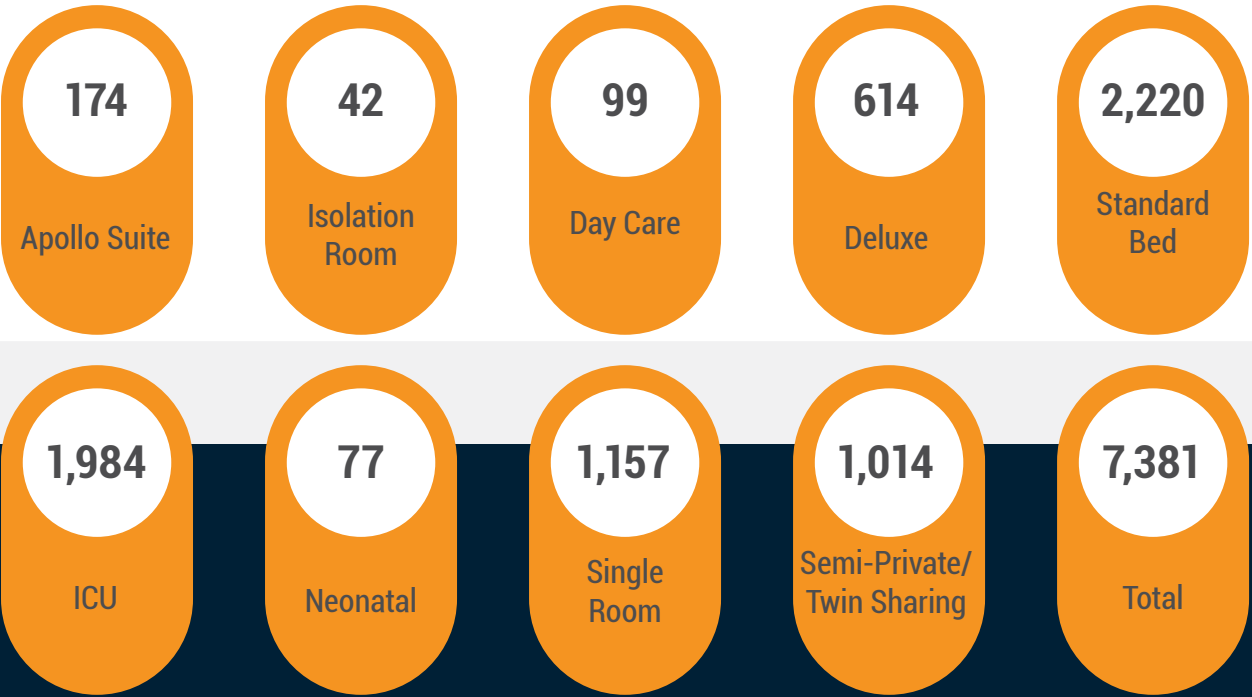 174
Apollo Suite
42
Isolation
Room
99
Day Care
614
Deluxe
2,220
Standard
Bed
1,984
ICU
77
Neonatal
1,157
Single
Room
1,014
Semi-Private/
Twin Sharing
7,381
Total